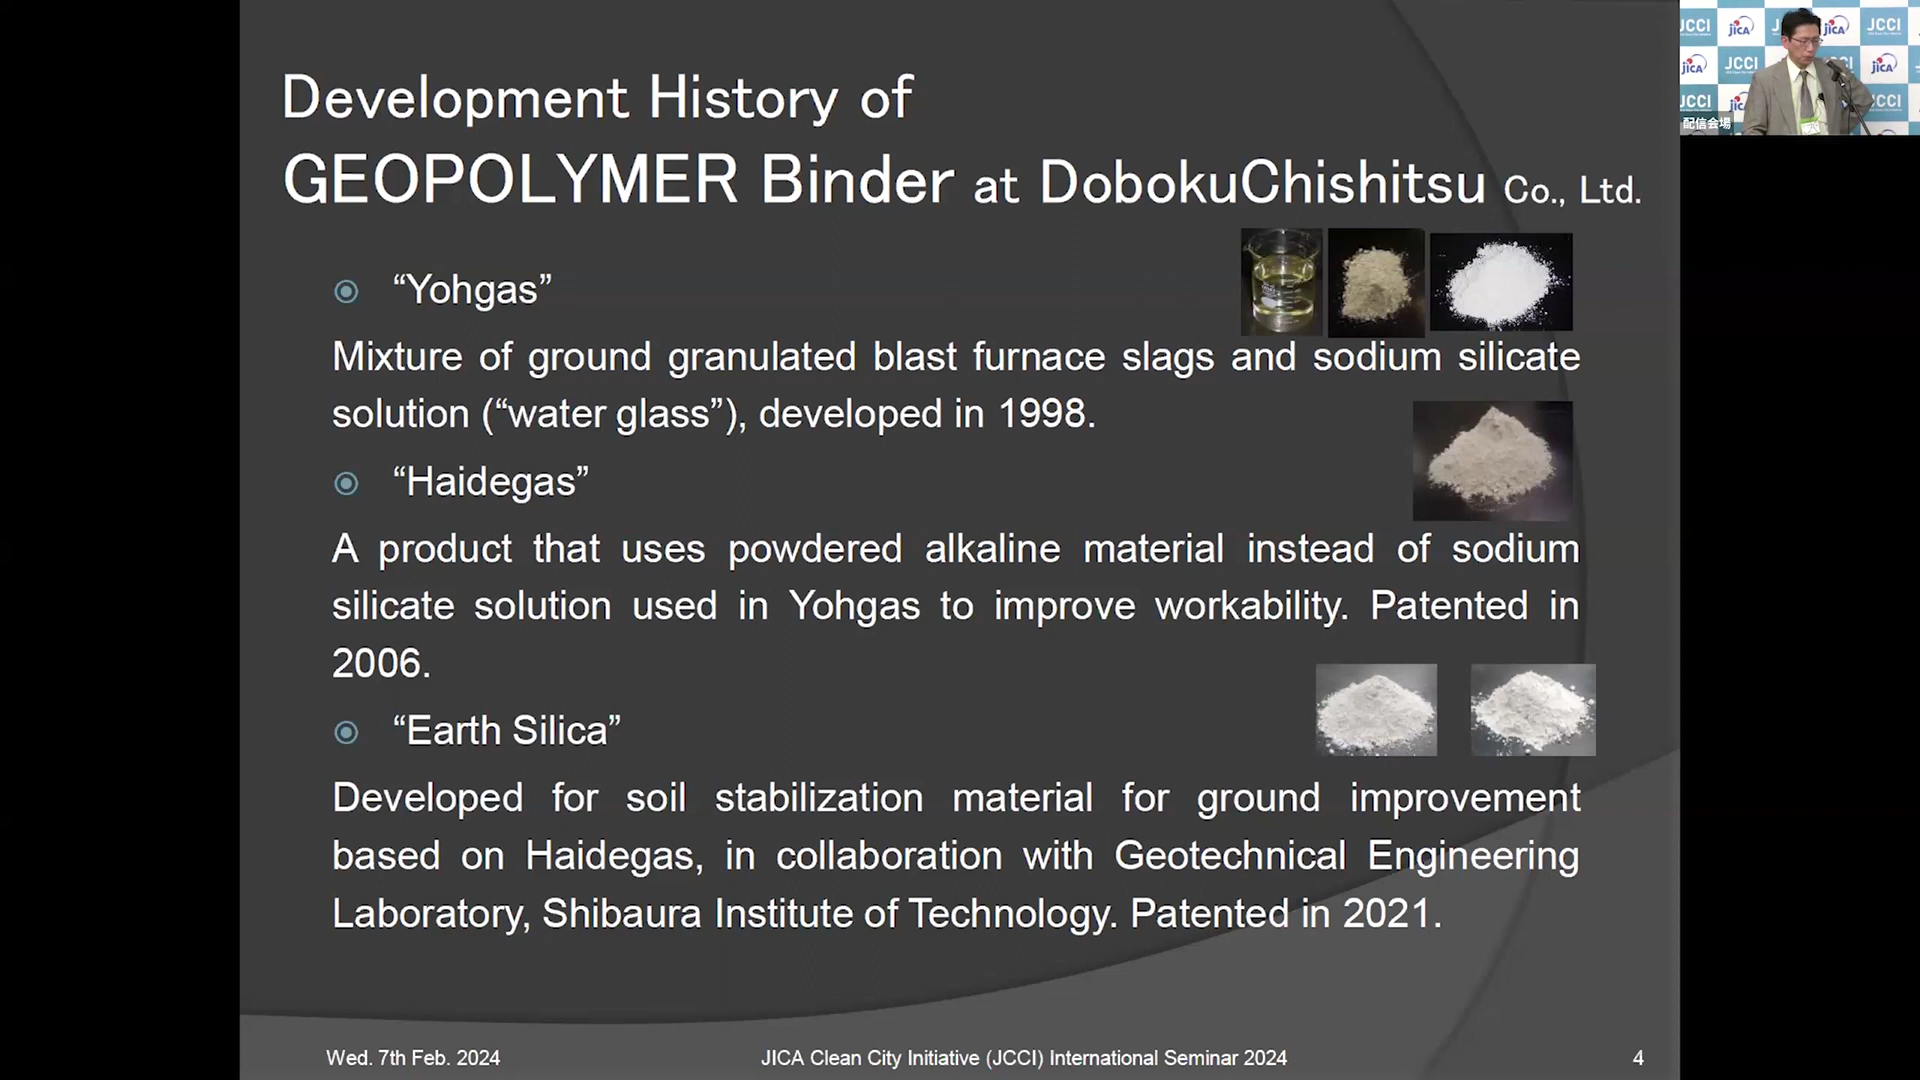 Development History of
GEOPOLYMER Binder at DobokuChishitsu Co., Ltd.
“Yohgas”
Mixture of ground granulated blast furnace slags and sodium silicate
solution (“water glass”), developed in 1998.
“Haidegas”
A product that uses powdered alkaline material instead of sodium
silicate solution used in Yohgas to improve workability. Patented in
2006.
“Earth Silica”
Developed for soil stabilization material for ground improvement
based on Haidegas, in collaboration with Geotechnical Engineering
Laboratory, Shibaura Institute of Technology. Patented in 2021.
Wed. 7th Feb. 2024
JICA Clean City Initiative (JCCI) International Seminar 2024
4
JCCI jICA JCCI
jICA JCCI jICA
JCCI JCCI
配信会場